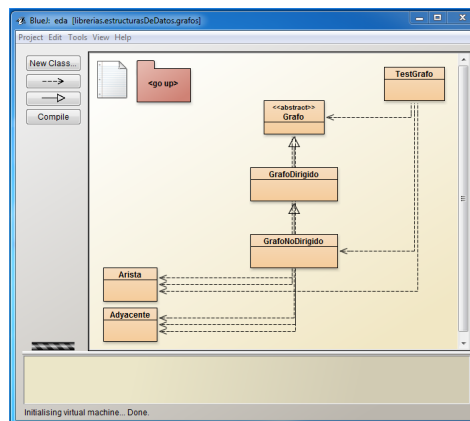 BlueJ: eda [librerias.estructurasDeDatos.grafos]
Project Edit Tools View Help
New Class...
Compile
<go up>
TestGrafo
<<abstract>>
Grafo
GrafoDirigido
GrafoNoDirigido
Arista
Adyacente
Initialising virtual machine... Done.